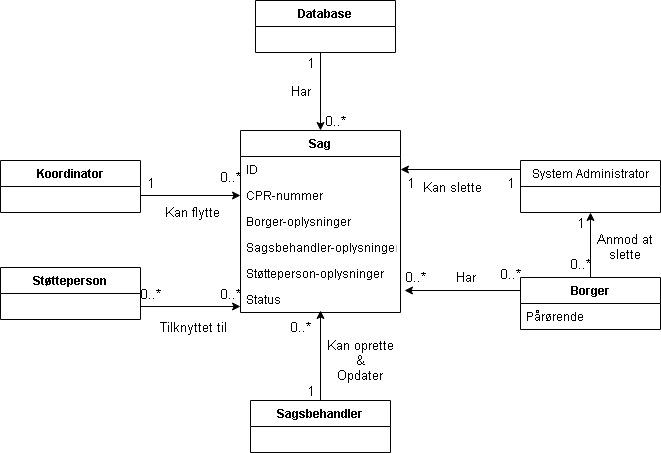 Database
1
Har
0..*
Sag
ID
CPR-nummer
Borger-oplysninger
Sagsbehandler-oplysninger
Støtteperson-oplysninger
Status
Koordinator
1
0..*
Kan flytte
System Administrator
1
1
Kan slette
1
Anmod at
slette
0..*
Støtteperson
0..*
0..*
Tilknyttet til
0..*
Har
0..*
Borger
Pårørende
0..*
Kan oprette
&
Opdater
1
Sagsbehandler